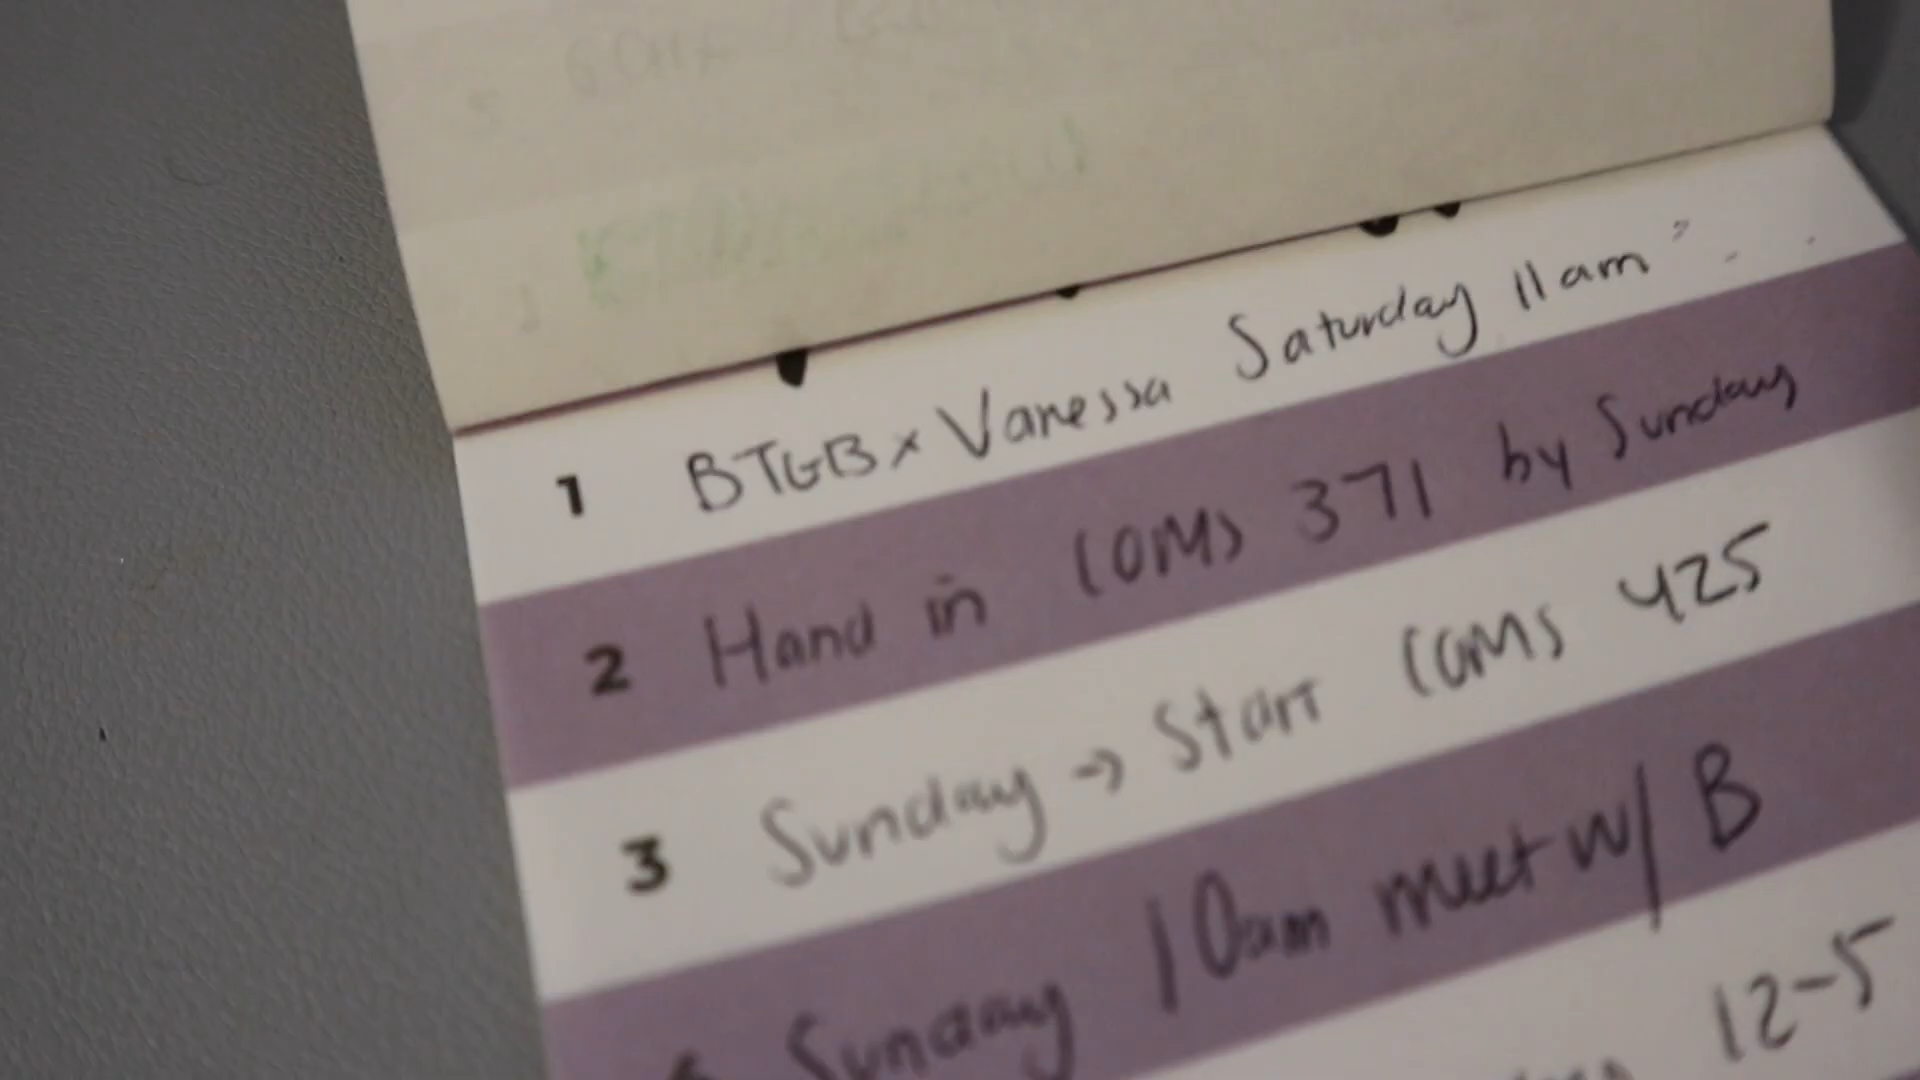 1 BTGB x Vanessa Saturday 11am
2 Hand in COMS 371 by Sunday
3 Sunday → Start COMS 425
Sunday 10am meet w/ B
12-5